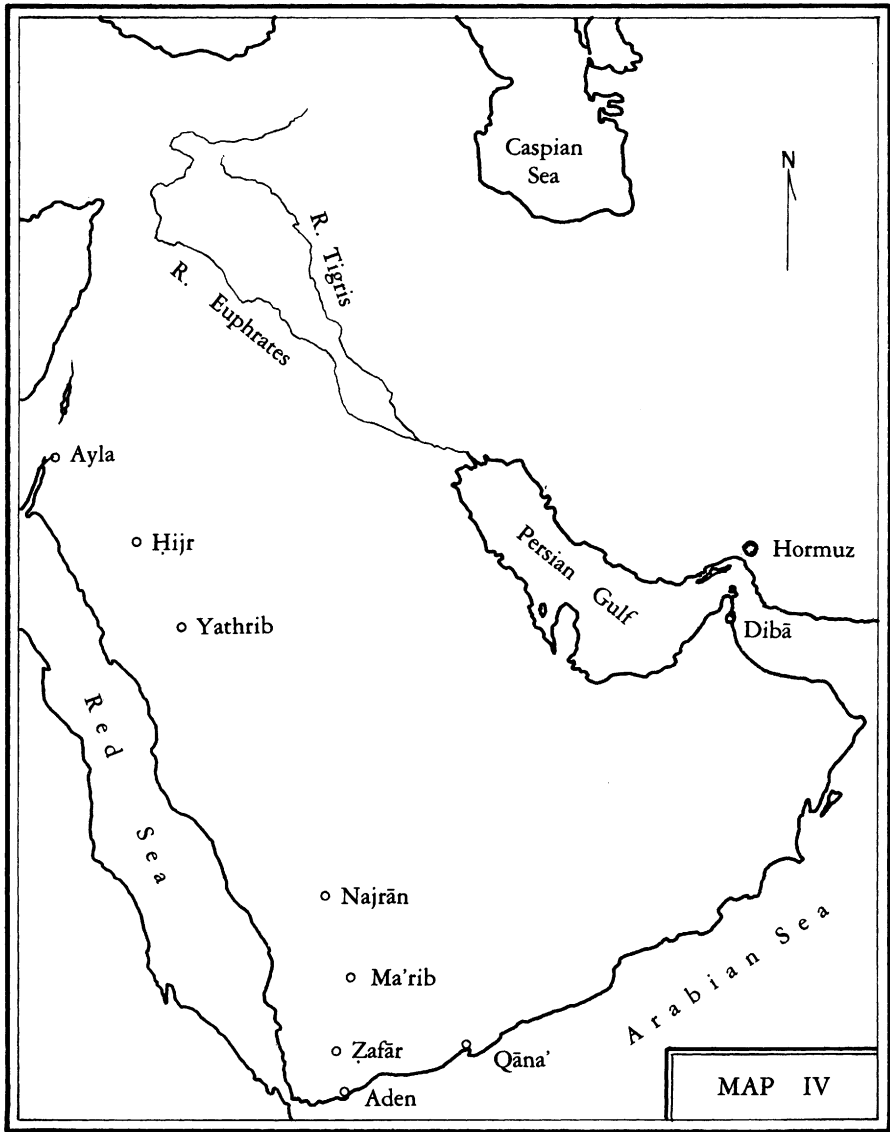 Caspian
Sea
N
R. Tigris
R. Euphrates
Ayla
Ḥijr
Persian
Gulf
Hormuz
Yathrib
Dibā
Red
Sea
Najrān
Ma'rib
Arabian Sea
Ẓafār
Qāna'
Aden
MAP IV